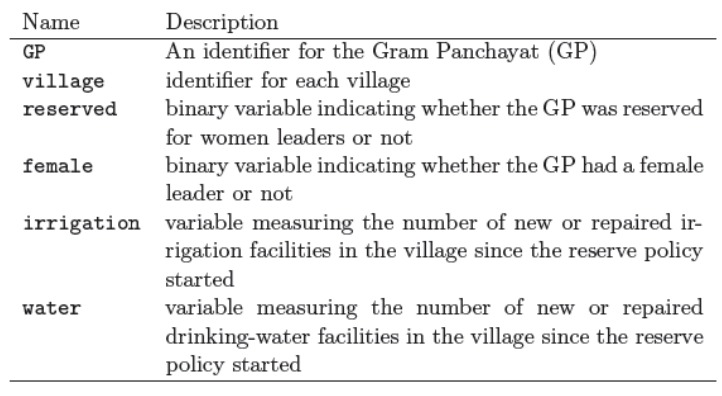 Name Description
GP An identifier for the Gram Panchayat (GP)
village identifier for each village
reserved binary variable indicating whether the GP was reserved
for women leaders or not
female binary variable indicating whether the GP had a female
leader or not
irrigation variable measuring the number of new or repaired ir-
rigation facilities in the village since the reserve policy
started
water variable measuring the number of new or repaired
drinking-water facilities in the village since the reserve
policy started